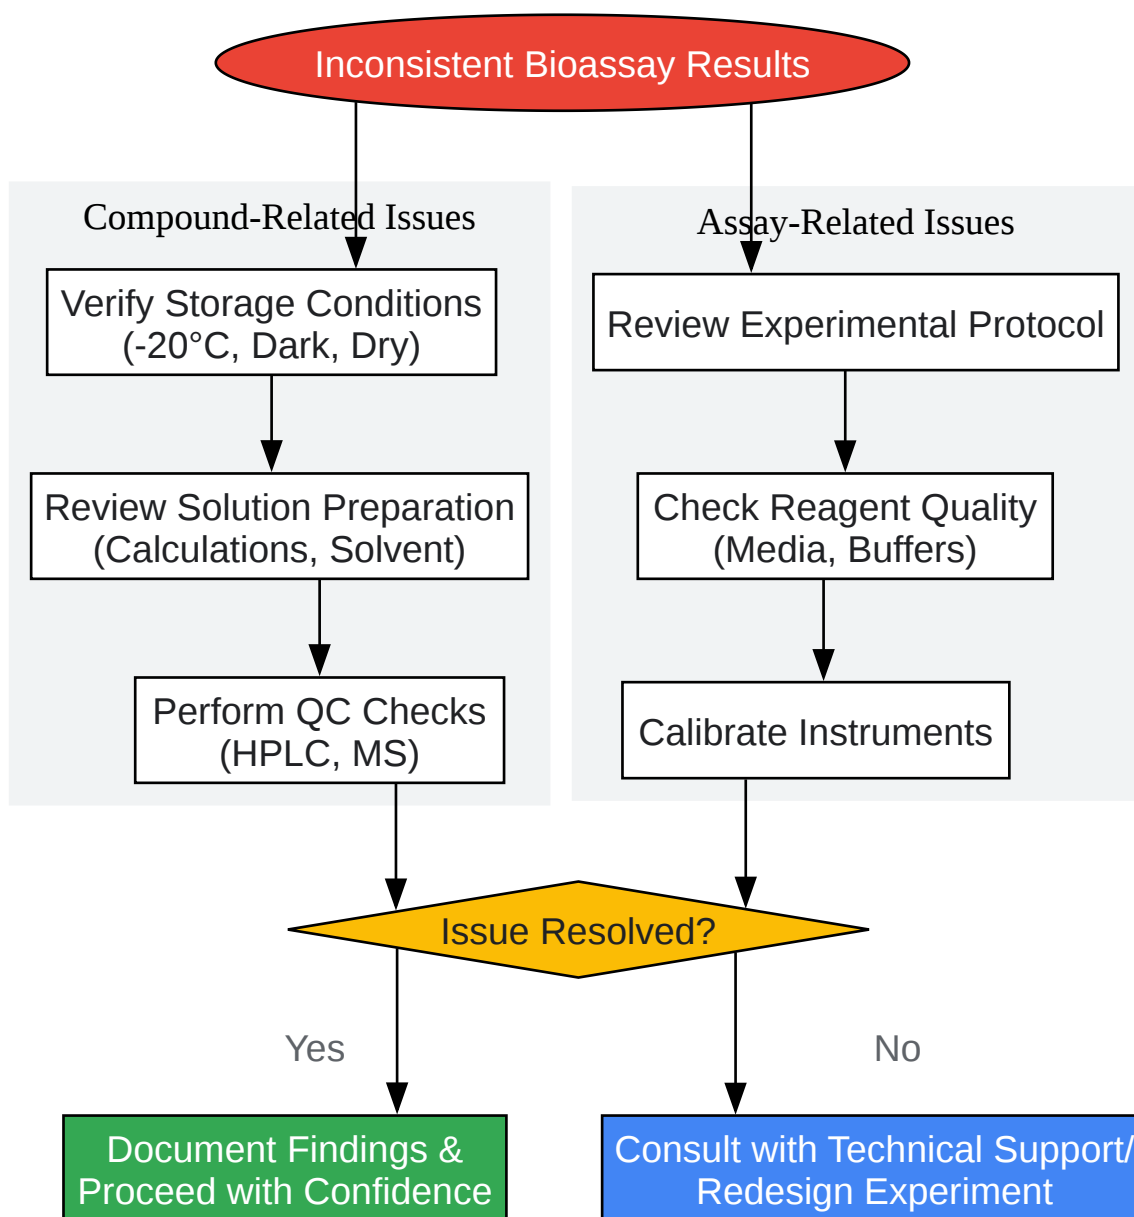 Inconsistent Bioassay Results
Compound-Related Issues
Verify Storage Conditions
(-20°C, Dark, Dry)
Review Solution Preparation
(Calculations, Solvent)
Perform QC Checks
(HPLC, MS)
Assay-Related Issues
Review Experimental Protocol
Check Reagent Quality
(Media, Buffers)
Calibrate Instruments
Issue Resolved?
Yes
No
Document Findings &
Proceed with Confidence
Consult with Technical Support/
Redesign Experiment